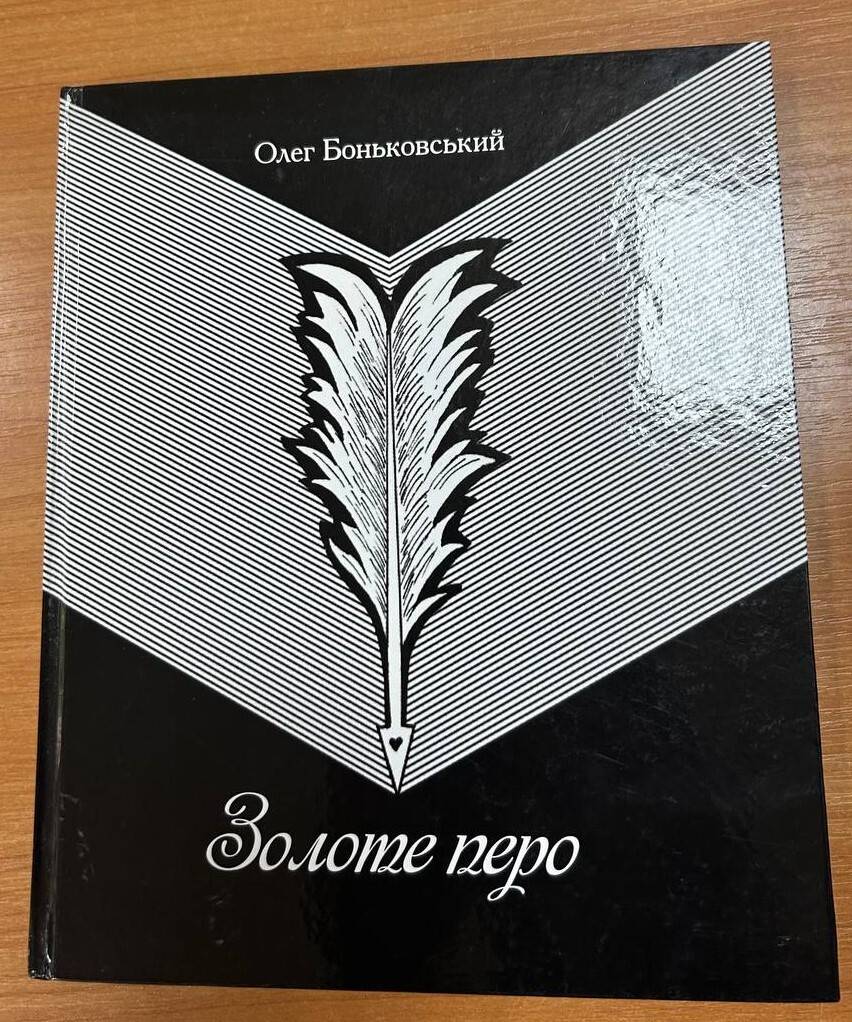 Олег Боньковський
Золоте перо